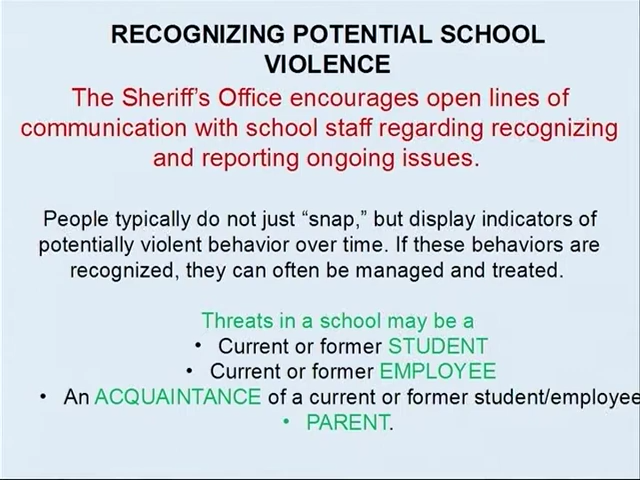 RECOGNIZING POTENTIAL SCHOOL
VIOLENCE
The Sheriff's Office encourages open lines of
communication with school staff regarding recognizing
and reporting ongoing issues.
People typically do not just “snap,” but display indicators of
potentially violent behavior over time. If these behaviors are
recognized, they can often be managed and treated.
Threats in a school may be a
• Current or former STUDENT
• Current or former EMPLOYEE
• An ACQUAINTANCE of a current or former student/employee
• PARENT.